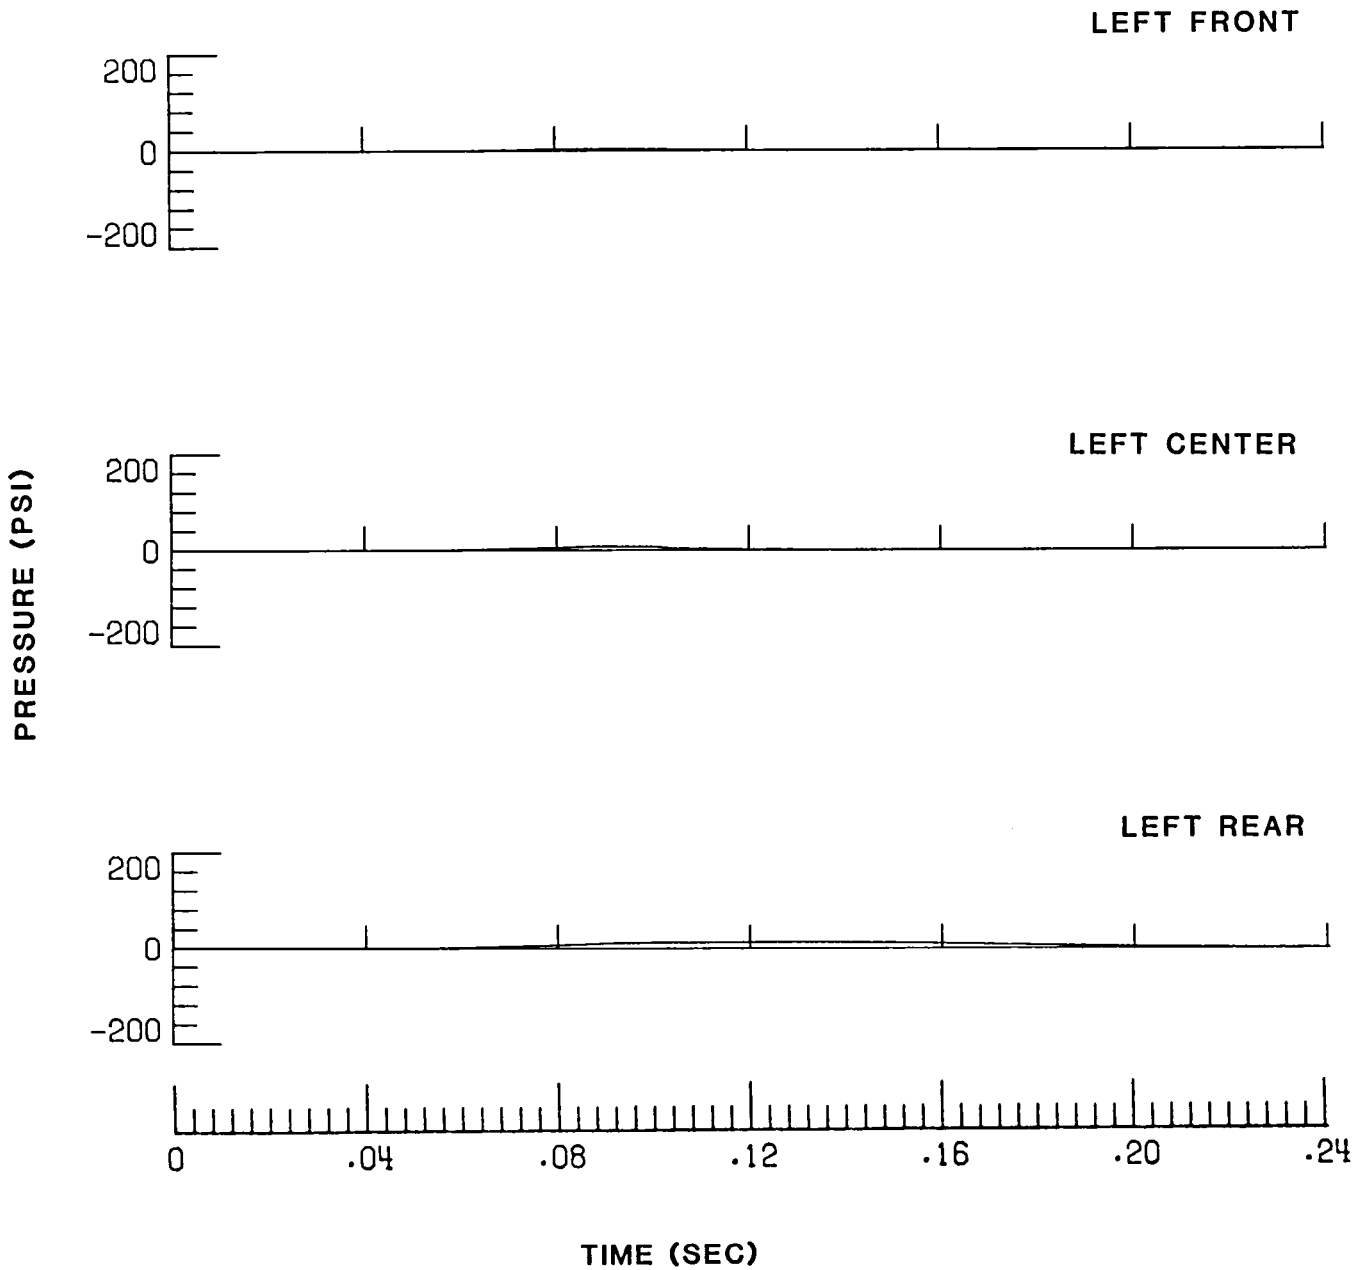 LEFT FRONT
200
0
-200
LEFT CENTER
200
0
-200
PRESSURE (PSI)
LEFT REAR
200
0
-200
0 .04 .08 .12 .16 .20 .24
TIME (SEC)